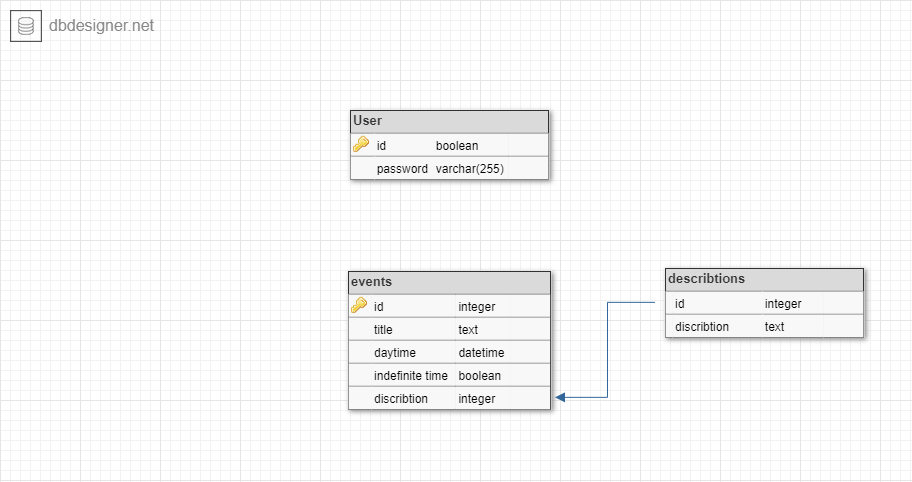 dbdesigner.net
User
id boolean
password varchar(255)
events
id integer
title text
daytime datetime
indefinite time boolean
discribtion integer
describtions
id integer
discribtion text